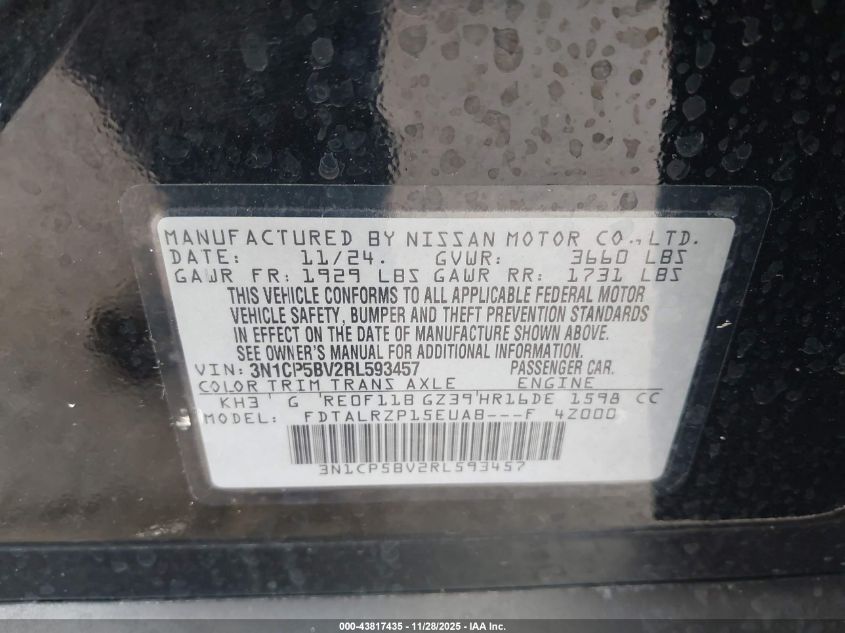 MANUFACTURED BY NISSAN MOTOR CO., LTD.
DATE: 11/24. GVWR: 3660 LBS
GAWR FR: 1929 LBS GAWR RR: 1731 LBS
THIS VEHICLE CONFORMS TO ALL APPLICABLE FEDERAL MOTOR
VEHICLE SAFETY, BUMPER AND THEFT PREVENTION STANDARDS
IN EFFECT ON THE DATE OF MANUFACTURE SHOWN ABOVE.
SEE OWNER'S MANUAL FOR ADDITIONAL INFORMATION.
VIN: 3N1CP5BV2RL593457 PASSENGER CAR.
COLOR TRIM TRANS AXLE ENGINE
KH3 G RE0F11B GZ39 HR16DE 1598 CC
MODEL: FDTALRZP15EUAB---F 4Z000
3N1CP5BV2RL593457
000-43817435 - 11/28/2025 - IAA Inc.